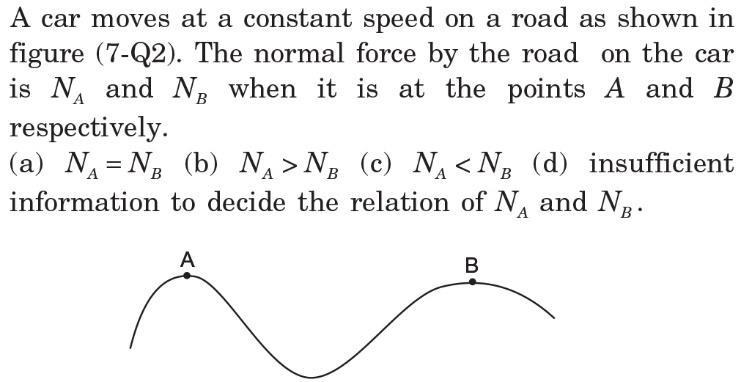 A car moves at a constant speed on a road as shown in
figure (7-Q2). The normal force by the road on the car
is N_A and N_B when it is at the points A and B
respectively.
(a) N_A = N_B (b) N_A > N_B (c) N_A < N_B (d) insufficient
information to decide the relation of N_A and N_B.
A
B